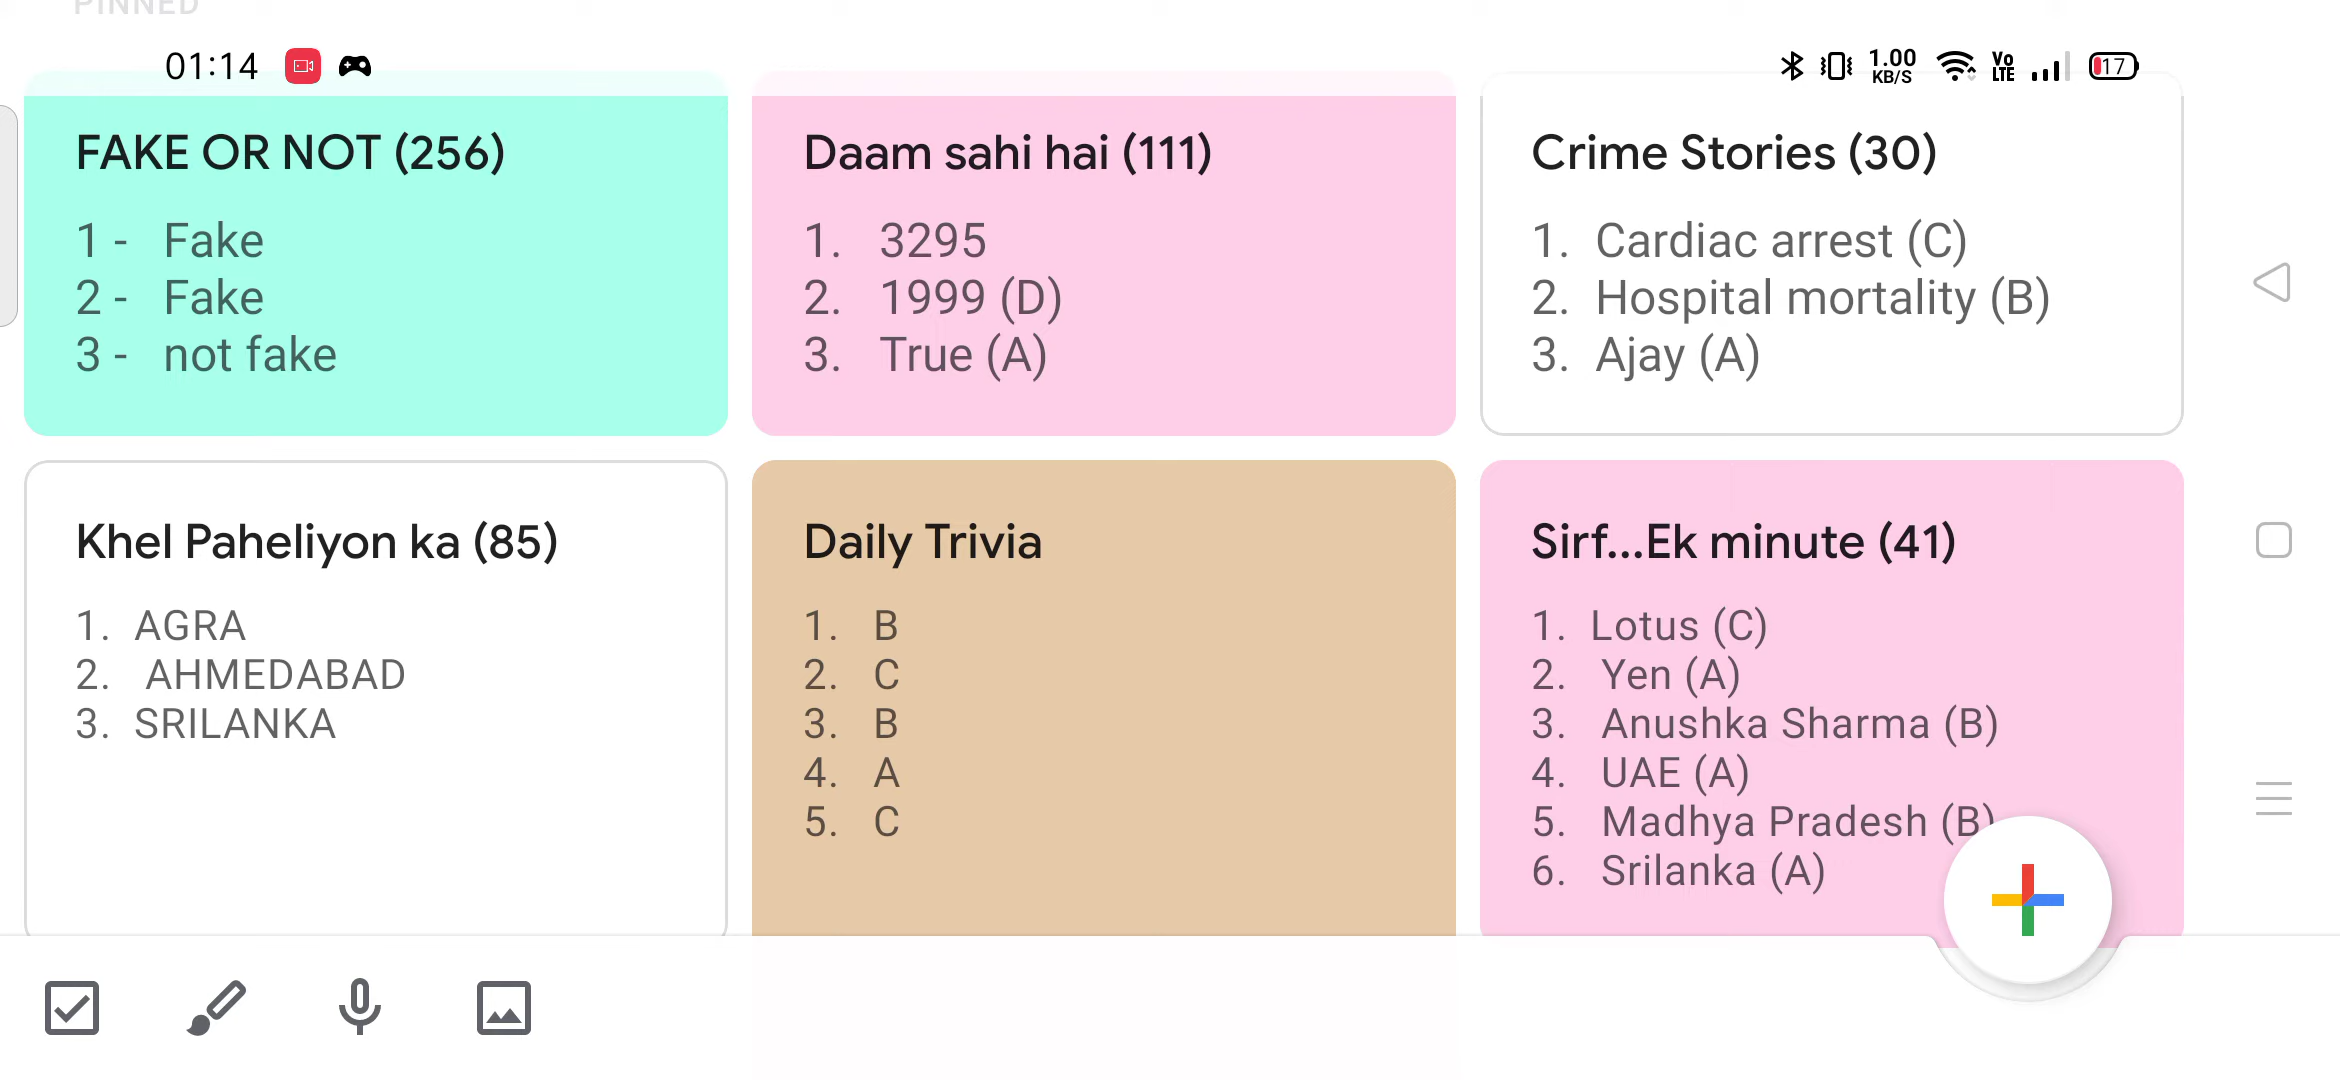 PINNED
01:14
1.00
KB/S
Vo
LTE
17
FAKE OR NOT (256)
1 - Fake
2 - Fake
3 - not fake
Daam sahi hai (111)
1. 3295
2. 1999 (D)
3. True (A)
Crime Stories (30)
1. Cardiac arrest (C)
2. Hospital mortality (B)
3. Ajay (A)
Khel Paheliyon ka (85)
1. AGRA
2. AHMEDABAD
3. SRILANKA
Daily Trivia
1. B
2. C
3. B
4. A
5. C
Sirf...Ek minute (41)
1. Lotus (C)
2. Yen (A)
3. Anushka Sharma (B)
4. UAE (A)
5. Madhya Pradesh (B)
6. Srilanka (A)